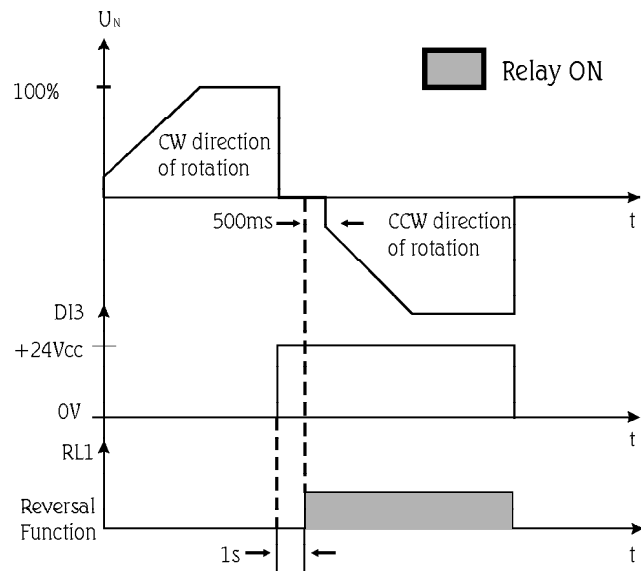 UN
Relay ON
100%
CW direction
of rotation
500ms
CCW direction
of rotation
t
DI3
+24Vcc
0V
t
RL1
Reversal
Function
1s
t